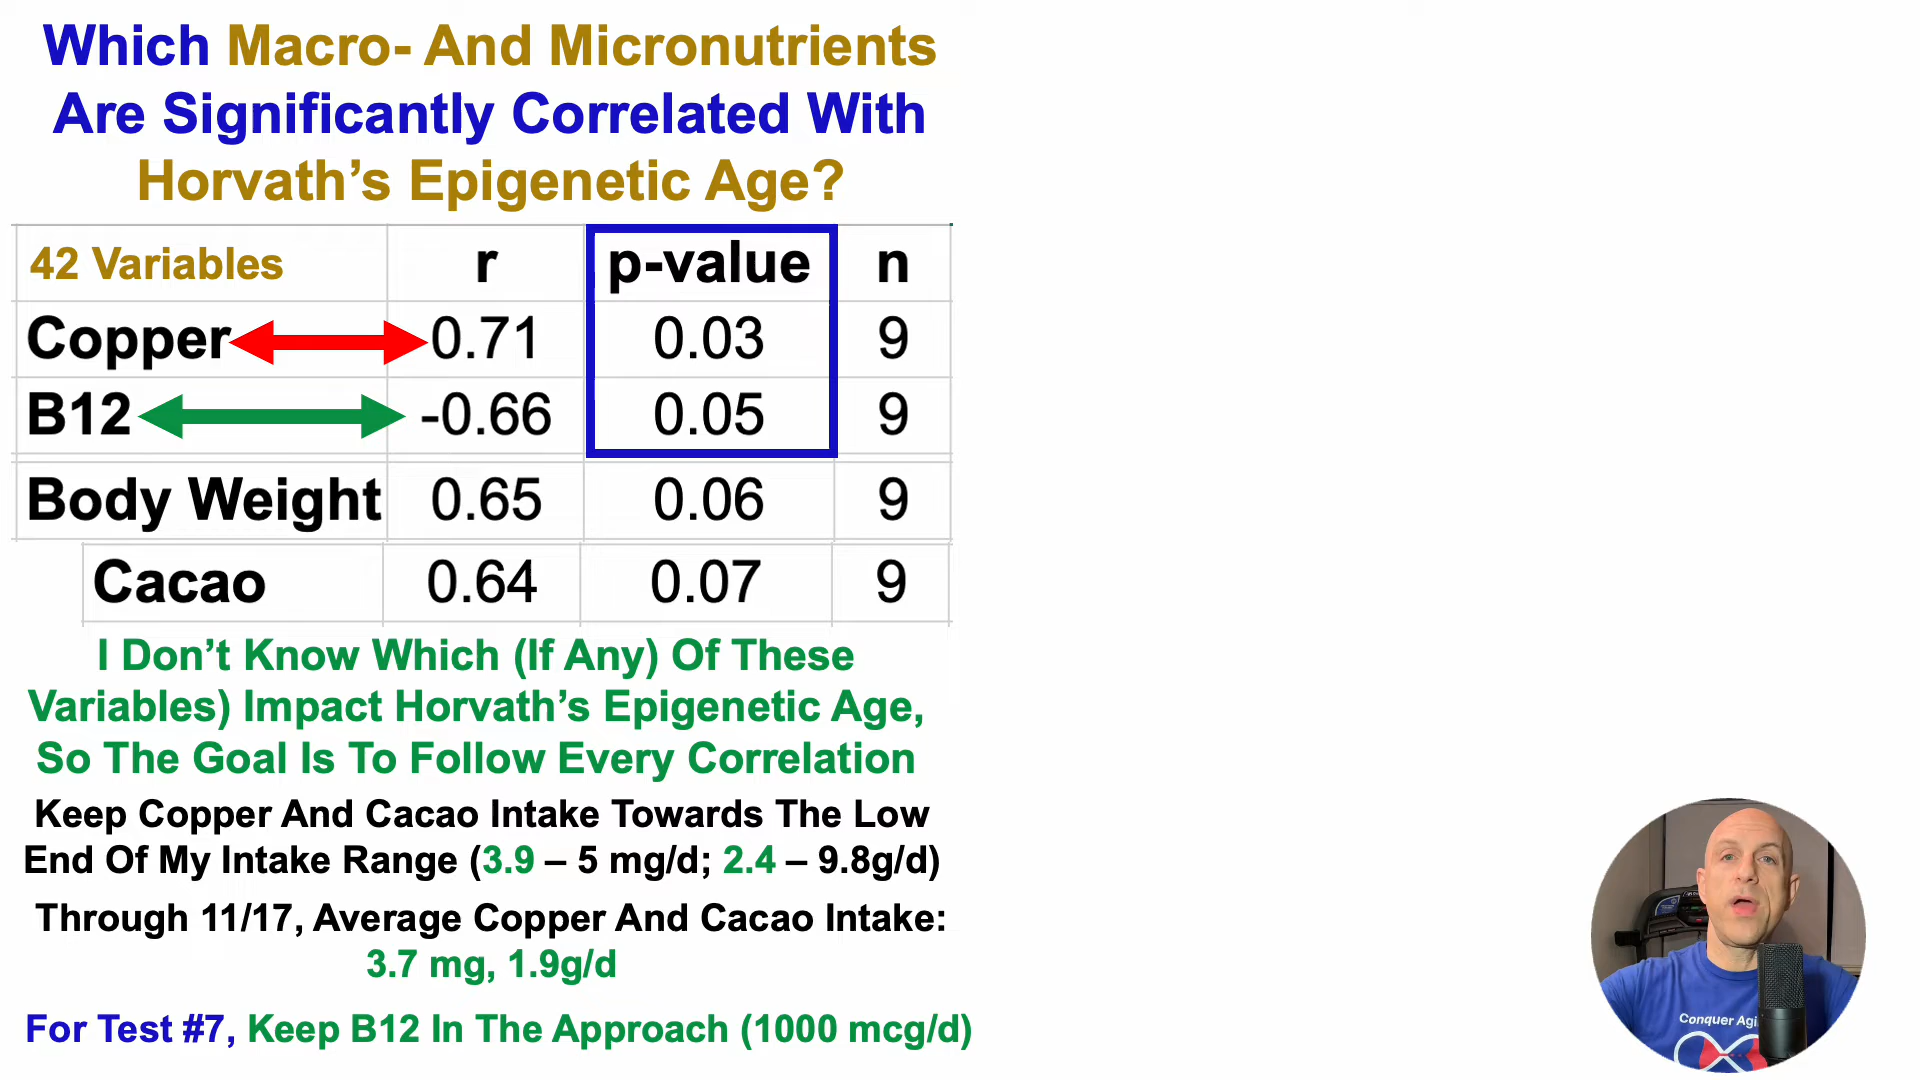 Which Macro- And Micronutrients
Are Significantly Correlated With
Horvath’s Epigenetic Age?
42 Variables r p-value n
Copper 0.71 0.03 9
B12 -0.66 0.05 9
Body Weight 0.65 0.06 9
Cacao 0.64 0.07 9
I Don’t Know Which (If Any) Of These
Variables) Impact Horvath’s Epigenetic Age,
So The Goal Is To Follow Every Correlation
Keep Copper And Cacao Intake Towards The Low
End Of My Intake Range (3.9 – 5 mg/d; 2.4 – 9.8g/d)
Through 11/17, Average Copper And Cacao Intake:
3.7 mg, 1.9g/d
For Test #7, Keep B12 In The Approach (1000 mcg/d)
Conquer Agi